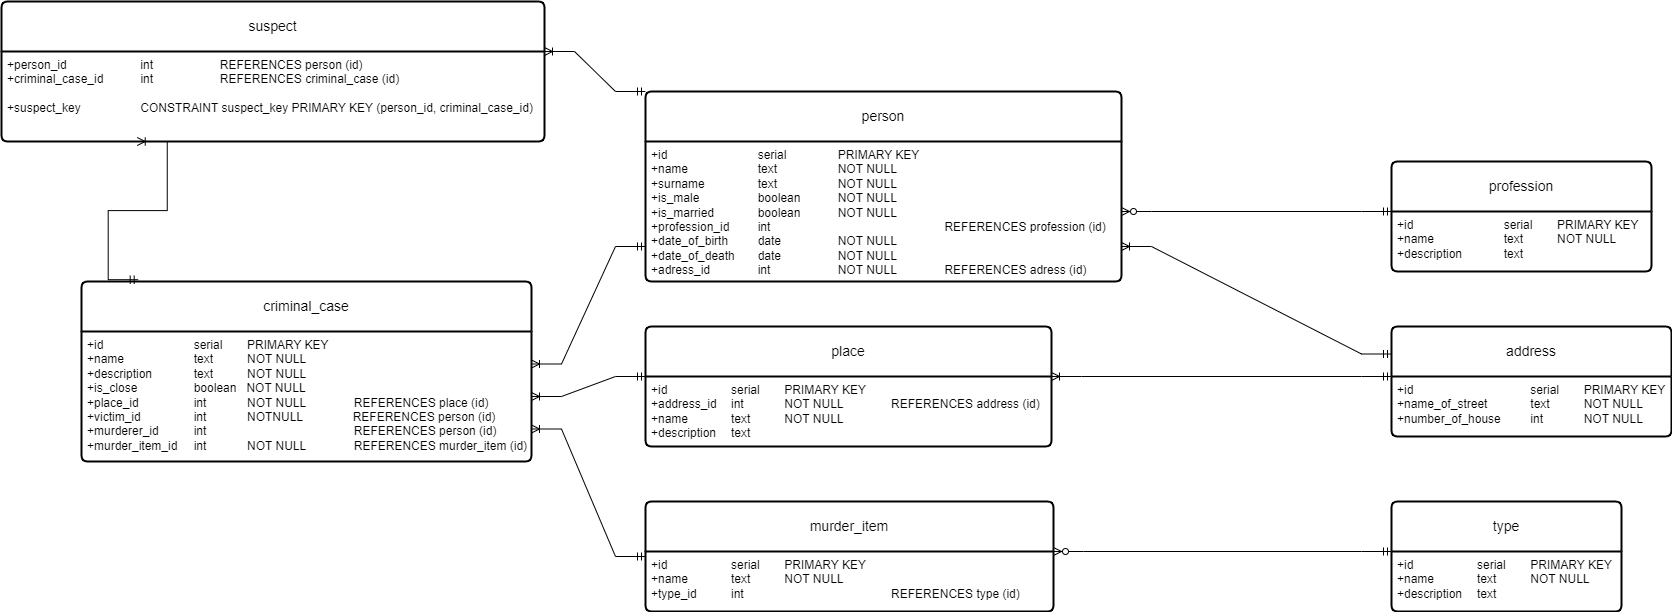 suspect
+person_id int REFERENCES person (id)
+criminal_case_id int REFERENCES criminal_case (id)
+suspect_key CONSTRAINT suspect_key PRIMARY KEY (person_id, criminal_case_id)
person
+id serial PRIMARY KEY
+name text NOT NULL
+surname text NOT NULL
+is_male boolean NOT NULL
+is_married boolean NOT NULL
+profession_id int REFERENCES profession (id)
+date_of_birth date NOT NULL
+date_of_death date NOT NULL
+adress_id int NOT NULL REFERENCES adress (id)
profession
+id serial PRIMARY KEY
+name text NOT NULL
+description text
criminal_case
+id serial PRIMARY KEY
+name text NOT NULL
+description text NOT NULL
+is_close boolean NOT NULL
+place_id int NOT NULL REFERENCES place (id)
+victim_id int NOTNULL REFERENCES person (id)
+murderer_id int REFERENCES person (id)
+murder_item_id int NOT NULL REFERENCES murder_item (id)
place
+id serial PRIMARY KEY
+address_id int NOT NULL REFERENCES address (id)
+name text NOT NULL
+description text
address
+id serial PRIMARY KEY
+name_of_street text NOT NULL
+number_of_house int NOT NULL
murder_item
+id serial PRIMARY KEY
+name text NOT NULL
+type_id int REFERENCES type (id)
type
+id serial PRIMARY KEY
+name text NOT NULL
+description text